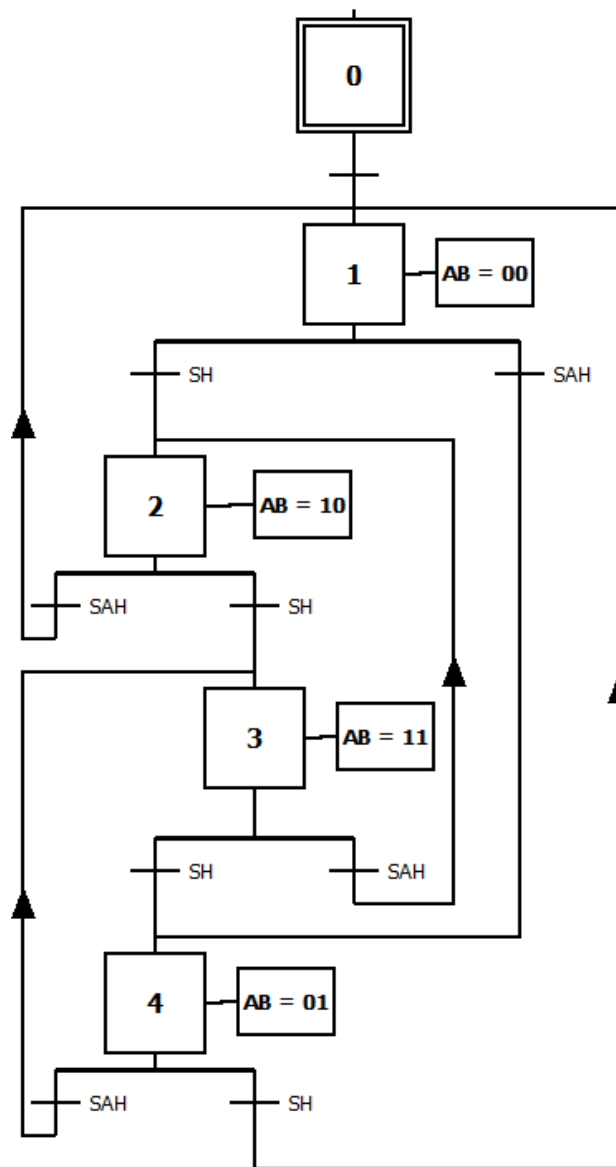 0
1
AB = 00
SH
SAH
2
AB = 10
SAH
SH
3
AB = 11
SH
SAH
4
AB = 01
SAH
SH